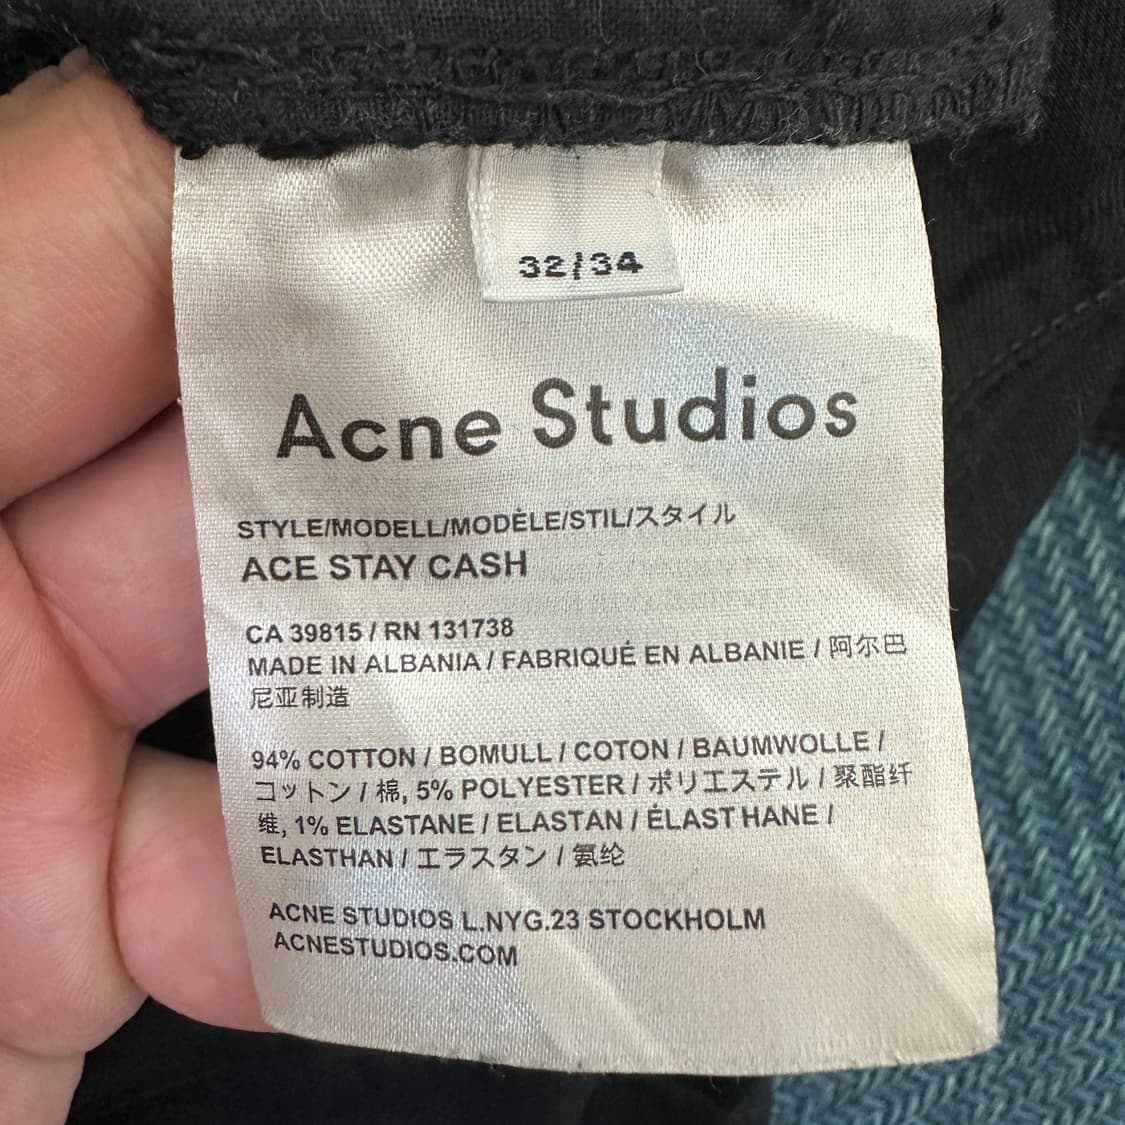 32/34
Acne Studios
STYLE/MODELL/MODÈLE/STIL/スタイル
ACE STAY CASH
CA 39815 / RN 131738
MADE IN ALBANIA / FABRIQUÉ EN ALBANIE / 阿尔巴
尼亚制造
94% COTTON / BOMULL / COTON / BAUMWOLLE /
コットン / 棉, 5% POLYESTER / ポリエステル / 聚酯纤
维, 1% ELASTANE / ELASTAN / ÉLASTHANE /
ELASTHAN / エラスタン / 氨纶
ACNE STUDIOS L.NYG.23 STOCKHOLM
ACNESTUDIOS.COM